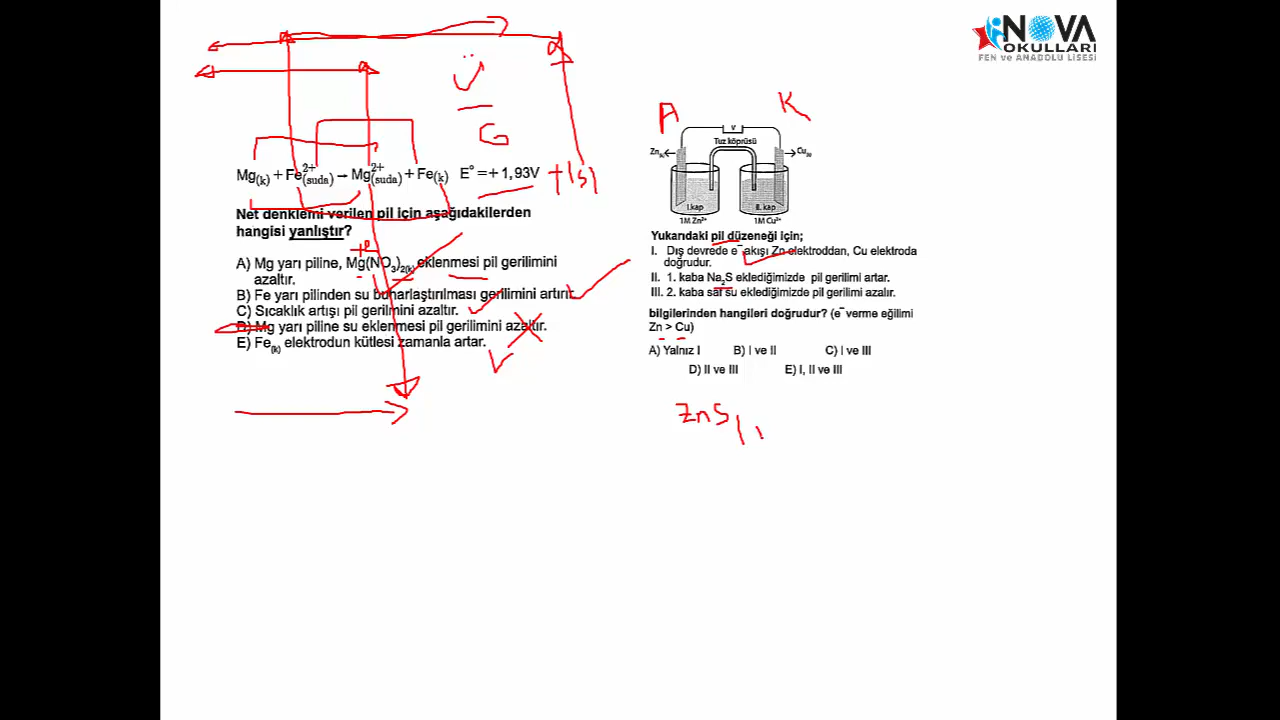 iNOVA
OKULLARI
FEN ve ANADOLU LİSESİ
Ü
G
Mg(k) + Fe2+(suda) → Mg2+(suda) + Fe(k) E° = + 1,93V +ısı
Net denklemi verilen pil için aşağıdakilerden
hangisi yanlıştır?
A) Mg yarı piline, Mg(NO3)2(k) eklenmesi pil gerilimini
azaltır.
B) Fe yarı pilinden su buharlaştırılması gerilimini artırır.
C) Sıcaklık artışı pil gerilimini azaltır.
D) Mg yarı piline su eklenmesi pil gerilimini azaltır.
E) Fe(k) elektrodun kütlesi zamanla artar.
A K
V
Tuz köprüsü
Zn(k) Cu(k)
I. kap II. kap
1M Zn2+ 1M Cu2+
Yukarıdaki pil düzeneği için;
I. Dış devrede e– akışı Zn elektroddan, Cu elektroda
doğrudur.
II. 1. kaba Na2S eklediğimizde pil gerilimi artar.
III. 2. kaba saf su eklediğimizde pil gerilimi azalır.
bilgilerinden hangileri doğrudur? (e– verme eğilimi
Zn > Cu)
A) Yalnız I B) I ve II C) I ve III
D) II ve III E) I, II ve III
ZnS